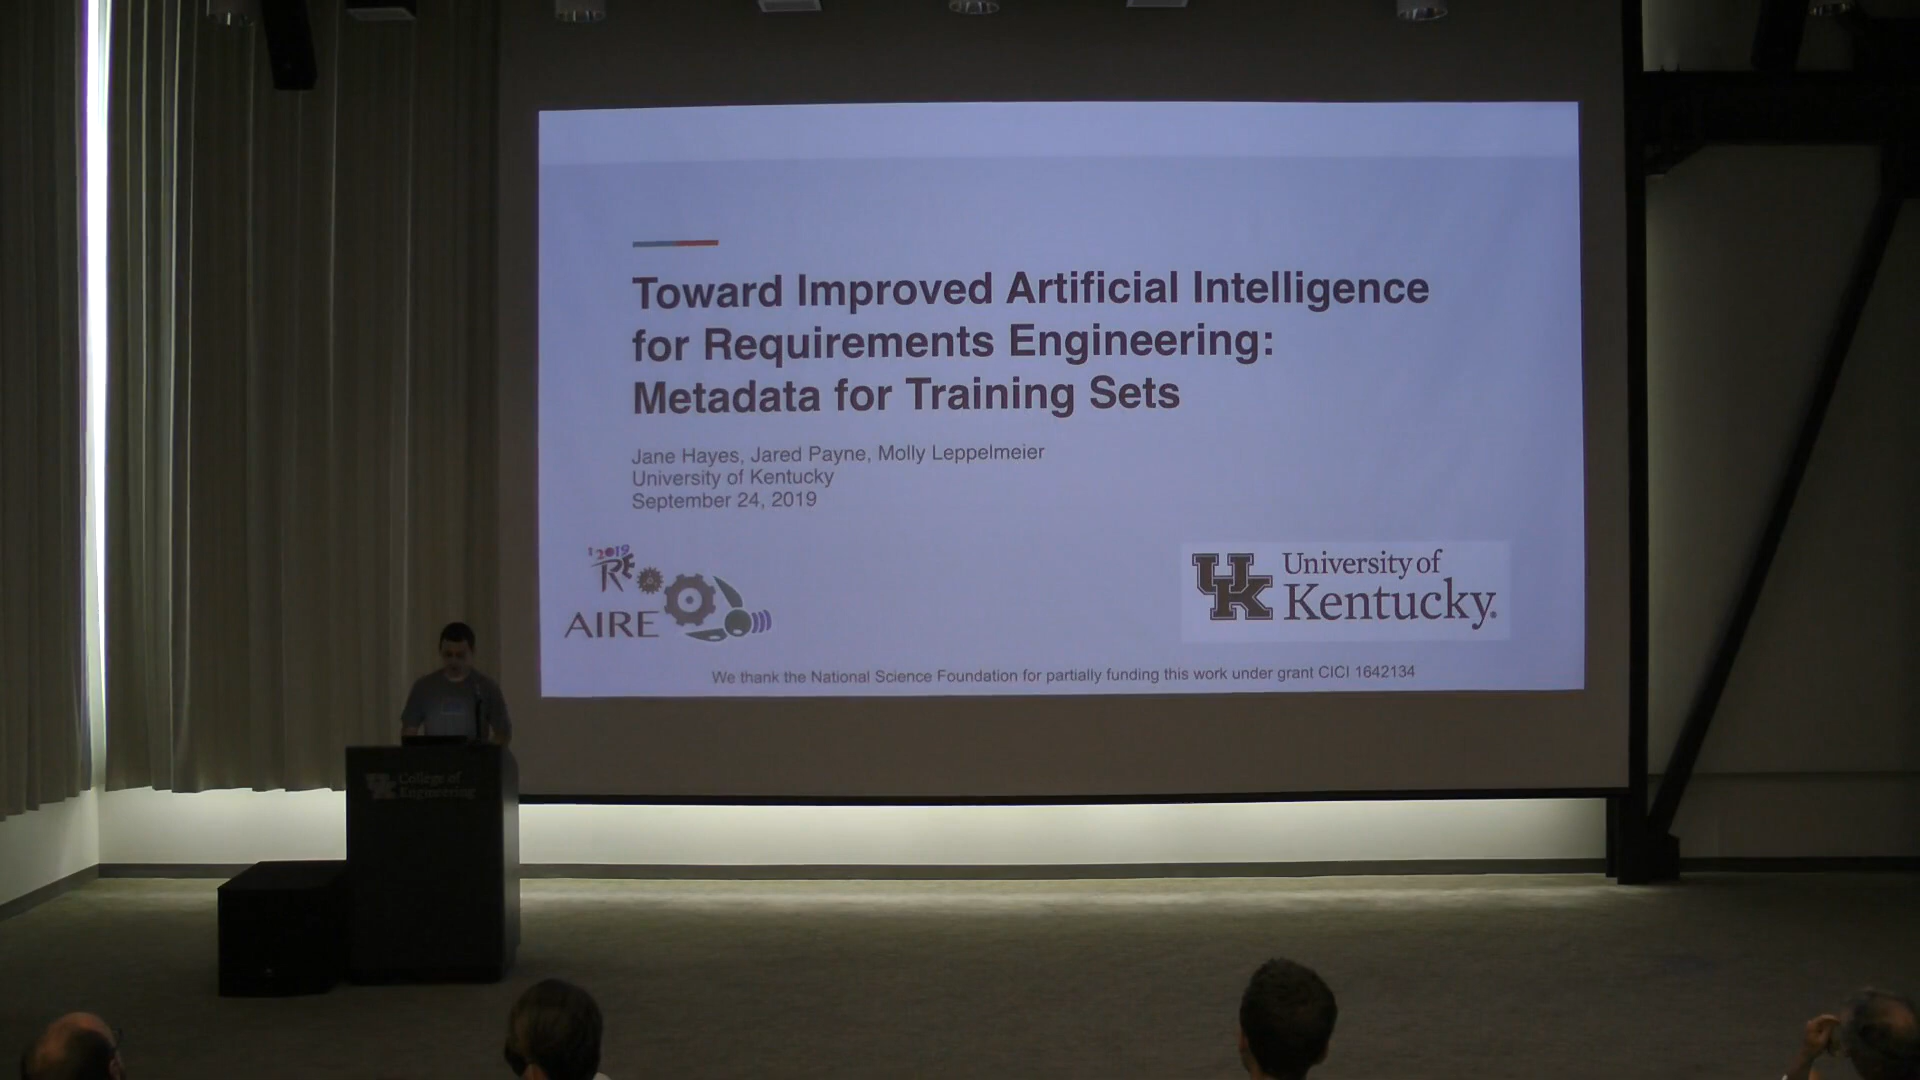 Toward Improved Artificial Intelligence
for Requirements Engineering:
Metadata for Training Sets
Jane Hayes, Jared Payne, Molly Leppelmeier
University of Kentucky
September 24, 2019
2019
RE
AIRE
UK University of
Kentucky.
We thank the National Science Foundation for partially funding this work under grant CICI 1642134
UK College of
Engineering